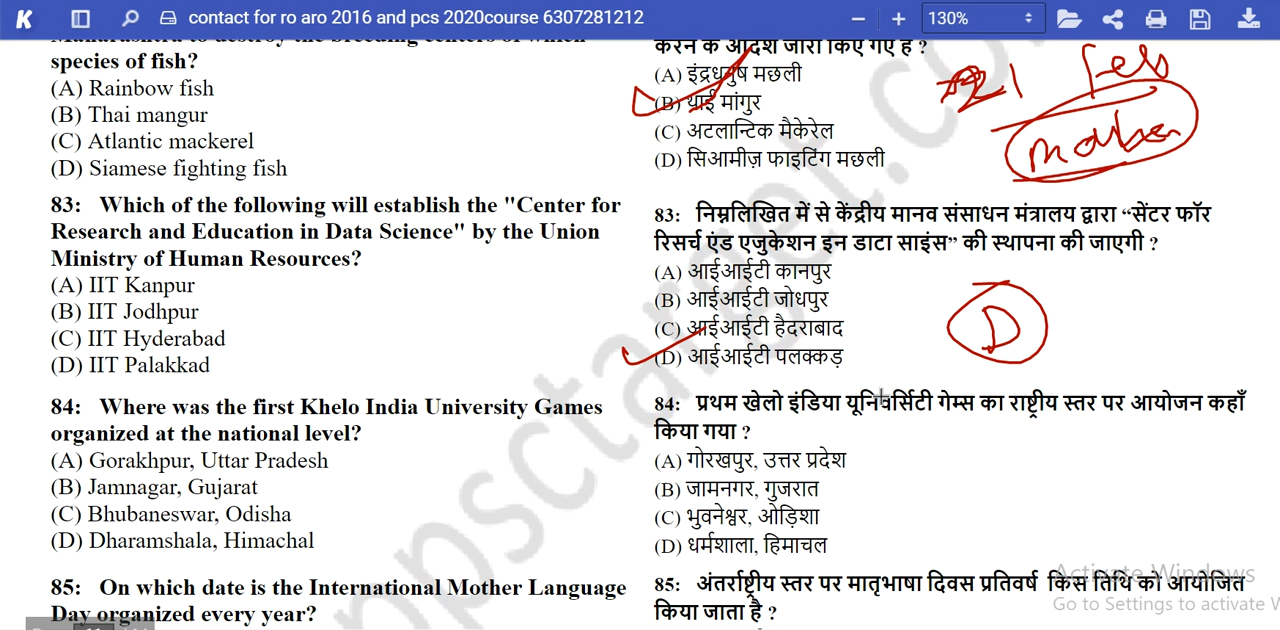 contact for ro aro 2016 and pcs 2020course 6307281212
130%
species of fish?
(A) Rainbow fish
(B) Thai mangur
(C) Atlantic mackerel
(D) Siamese fighting fish
83: Which of the following will establish the "Center for
Research and Education in Data Science" by the Union
Ministry of Human Resources?
(A) IIT Kanpur
(B) IIT Jodhpur
(C) IIT Hyderabad
(D) IIT Palakkad
84: Where was the first Khelo India University Games
organized at the national level?
(A) Gorakhpur, Uttar Pradesh
(B) Jamnagar, Gujarat
(C) Bhubaneswar, Odisha
(D) Dharamshala, Himachal
85: On which date is the International Mother Language
Day organized every year?
करने के आदेश जारी किए गए है ?
(A) इंद्रधनुष मछली
(B) थाई मांगुर
(C) अटलान्टिक मैकेरेल
(D) सिआमीज़ फाइटिंग मछली
21 Feb
83: निम्नलिखित में से केंद्रीय मानव संसाधन मंत्रालय द्वारा “सेंटर फॉर
रिसर्च एंड एजुकेशन इन डाटा साइंस” की स्थापना की जाएगी ?
(A) आईआईटी कानपुर
(B) आईआईटी जोधपुर
(C) आईआईटी हैदराबाद
(D) आईआईटी पलक्कड़
D
84: प्रथम खेलो इंडिया यूनिवर्सिटी गेम्स का राष्ट्रीय स्तर पर आयोजन कहाँ
किया गया ?
(A) गोरखपुर, उत्तर प्रदेश
(B) जामनगर, गुजरात
(C) भुवनेश्वर, ओड़िशा
(D) धर्मशाला, हिमाचल
85: अंतर्राष्ट्रीय स्तर पर मातृभाषा दिवस प्रतिवर्ष किस तिथि को आयोजित
किया जाता है ?
Activate Windows
Go to Settings to activate W